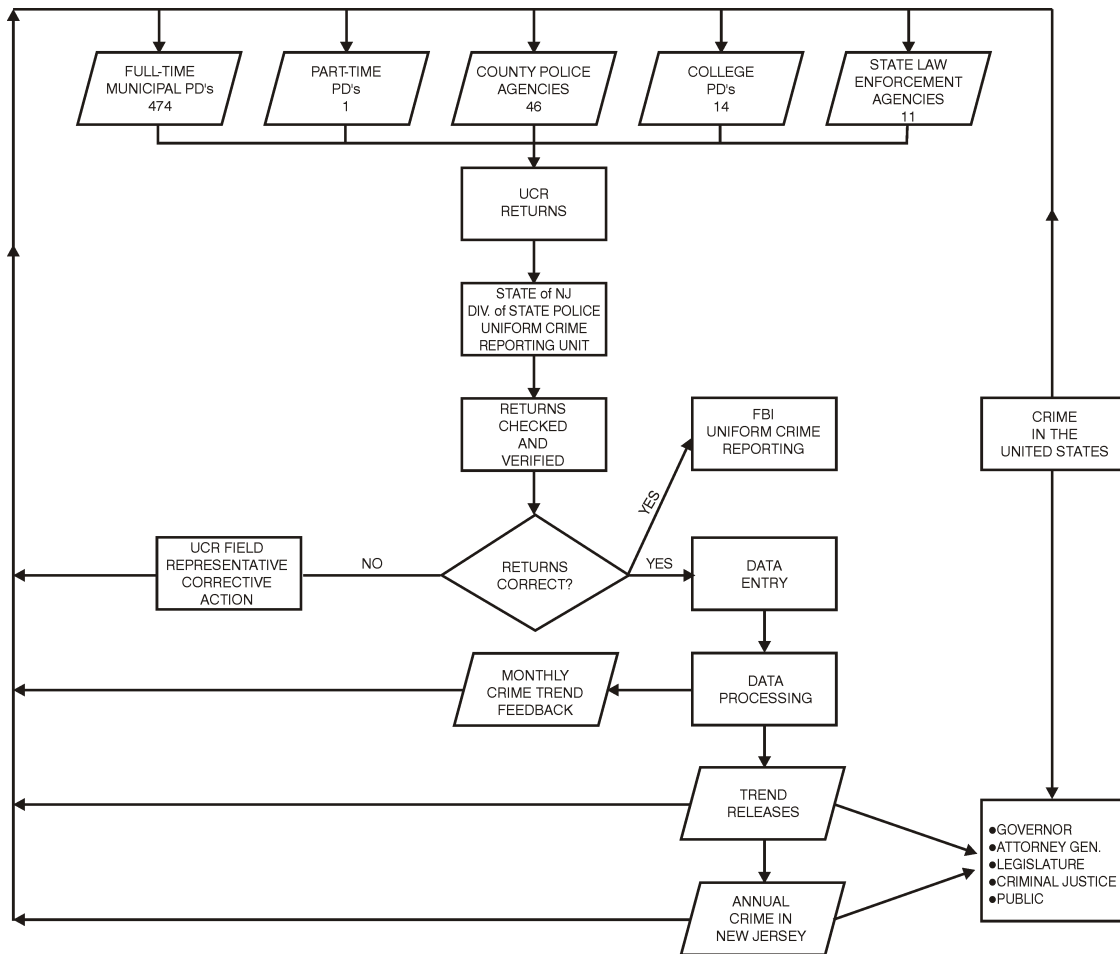 FULL-TIME
MUNICIPAL PD's
474
PART-TIME
PD's
1
COUNTY POLICE
AGENCIES
46
COLLEGE
PD's
14
STATE LAW
ENFORCEMENT
AGENCIES
11
UCR
RETURNS
STATE of NJ
DIV. of STATE POLICE
UNIFORM CRIME
REPORTING UNIT
RETURNS
CHECKED
AND
VERIFIED
FBI
UNIFORM CRIME
REPORTING
CRIME
IN THE
UNITED STATES
YES
UCR FIELD
REPRESENTATIVE
CORRECTIVE
ACTION
NO
RETURNS
CORRECT?
YES
DATA
ENTRY
MONTHLY
CRIME TREND
FEEDBACK
DATA
PROCESSING
TREND
RELEASES
●GOVERNOR
●ATTORNEY GEN.
●LEGISLATURE
●CRIMINAL JUSTICE
●PUBLIC
ANNUAL
CRIME IN
NEW JERSEY